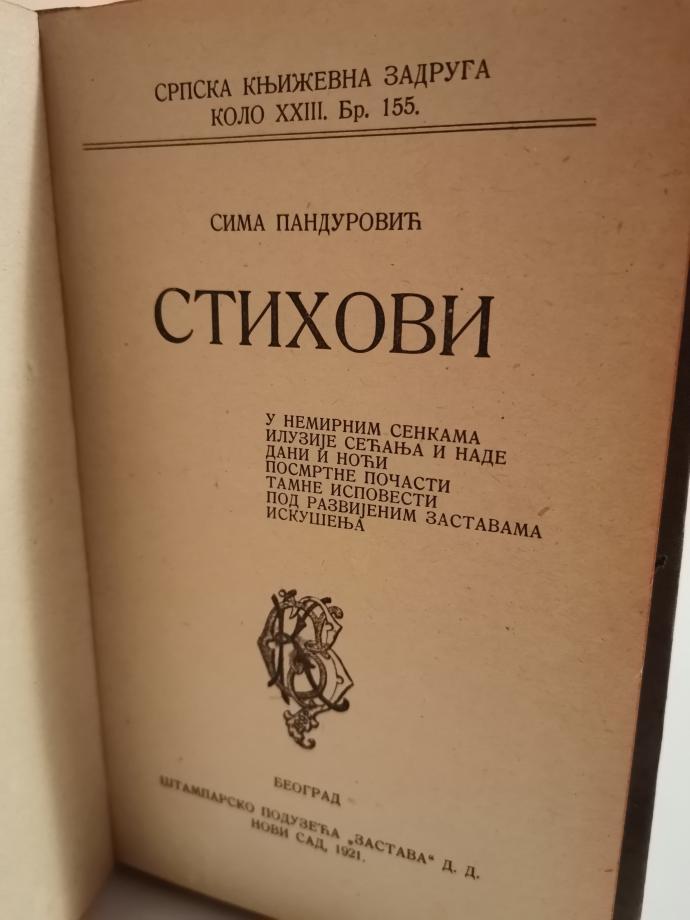 СРПСКА КЊИЖЕВНА ЗАДРУГА
КОЛО XXIII. Бр. 155.
СИМА ПАНДУРОВИЋ
СТИХОВИ
У НЕМИРНИМ СЕНКАМА
ИЛУЗИЈЕ СЕЋАЊА И НАДЕ
ДАНИ И НОЋИ
ПОСМРТНЕ ПОЧАСТИ
ТАМНЕ ИСПОВЕСТИ
ПОД РАЗВИЈЕНИМ ЗАСТАВАМА
ИСКУШЕЊА
БЕОГРАД
ШТАМПАРСКО ПОДУЗЕЋА „ЗАСТАВА“ Д. Д.
НОВИ САД, 1921.